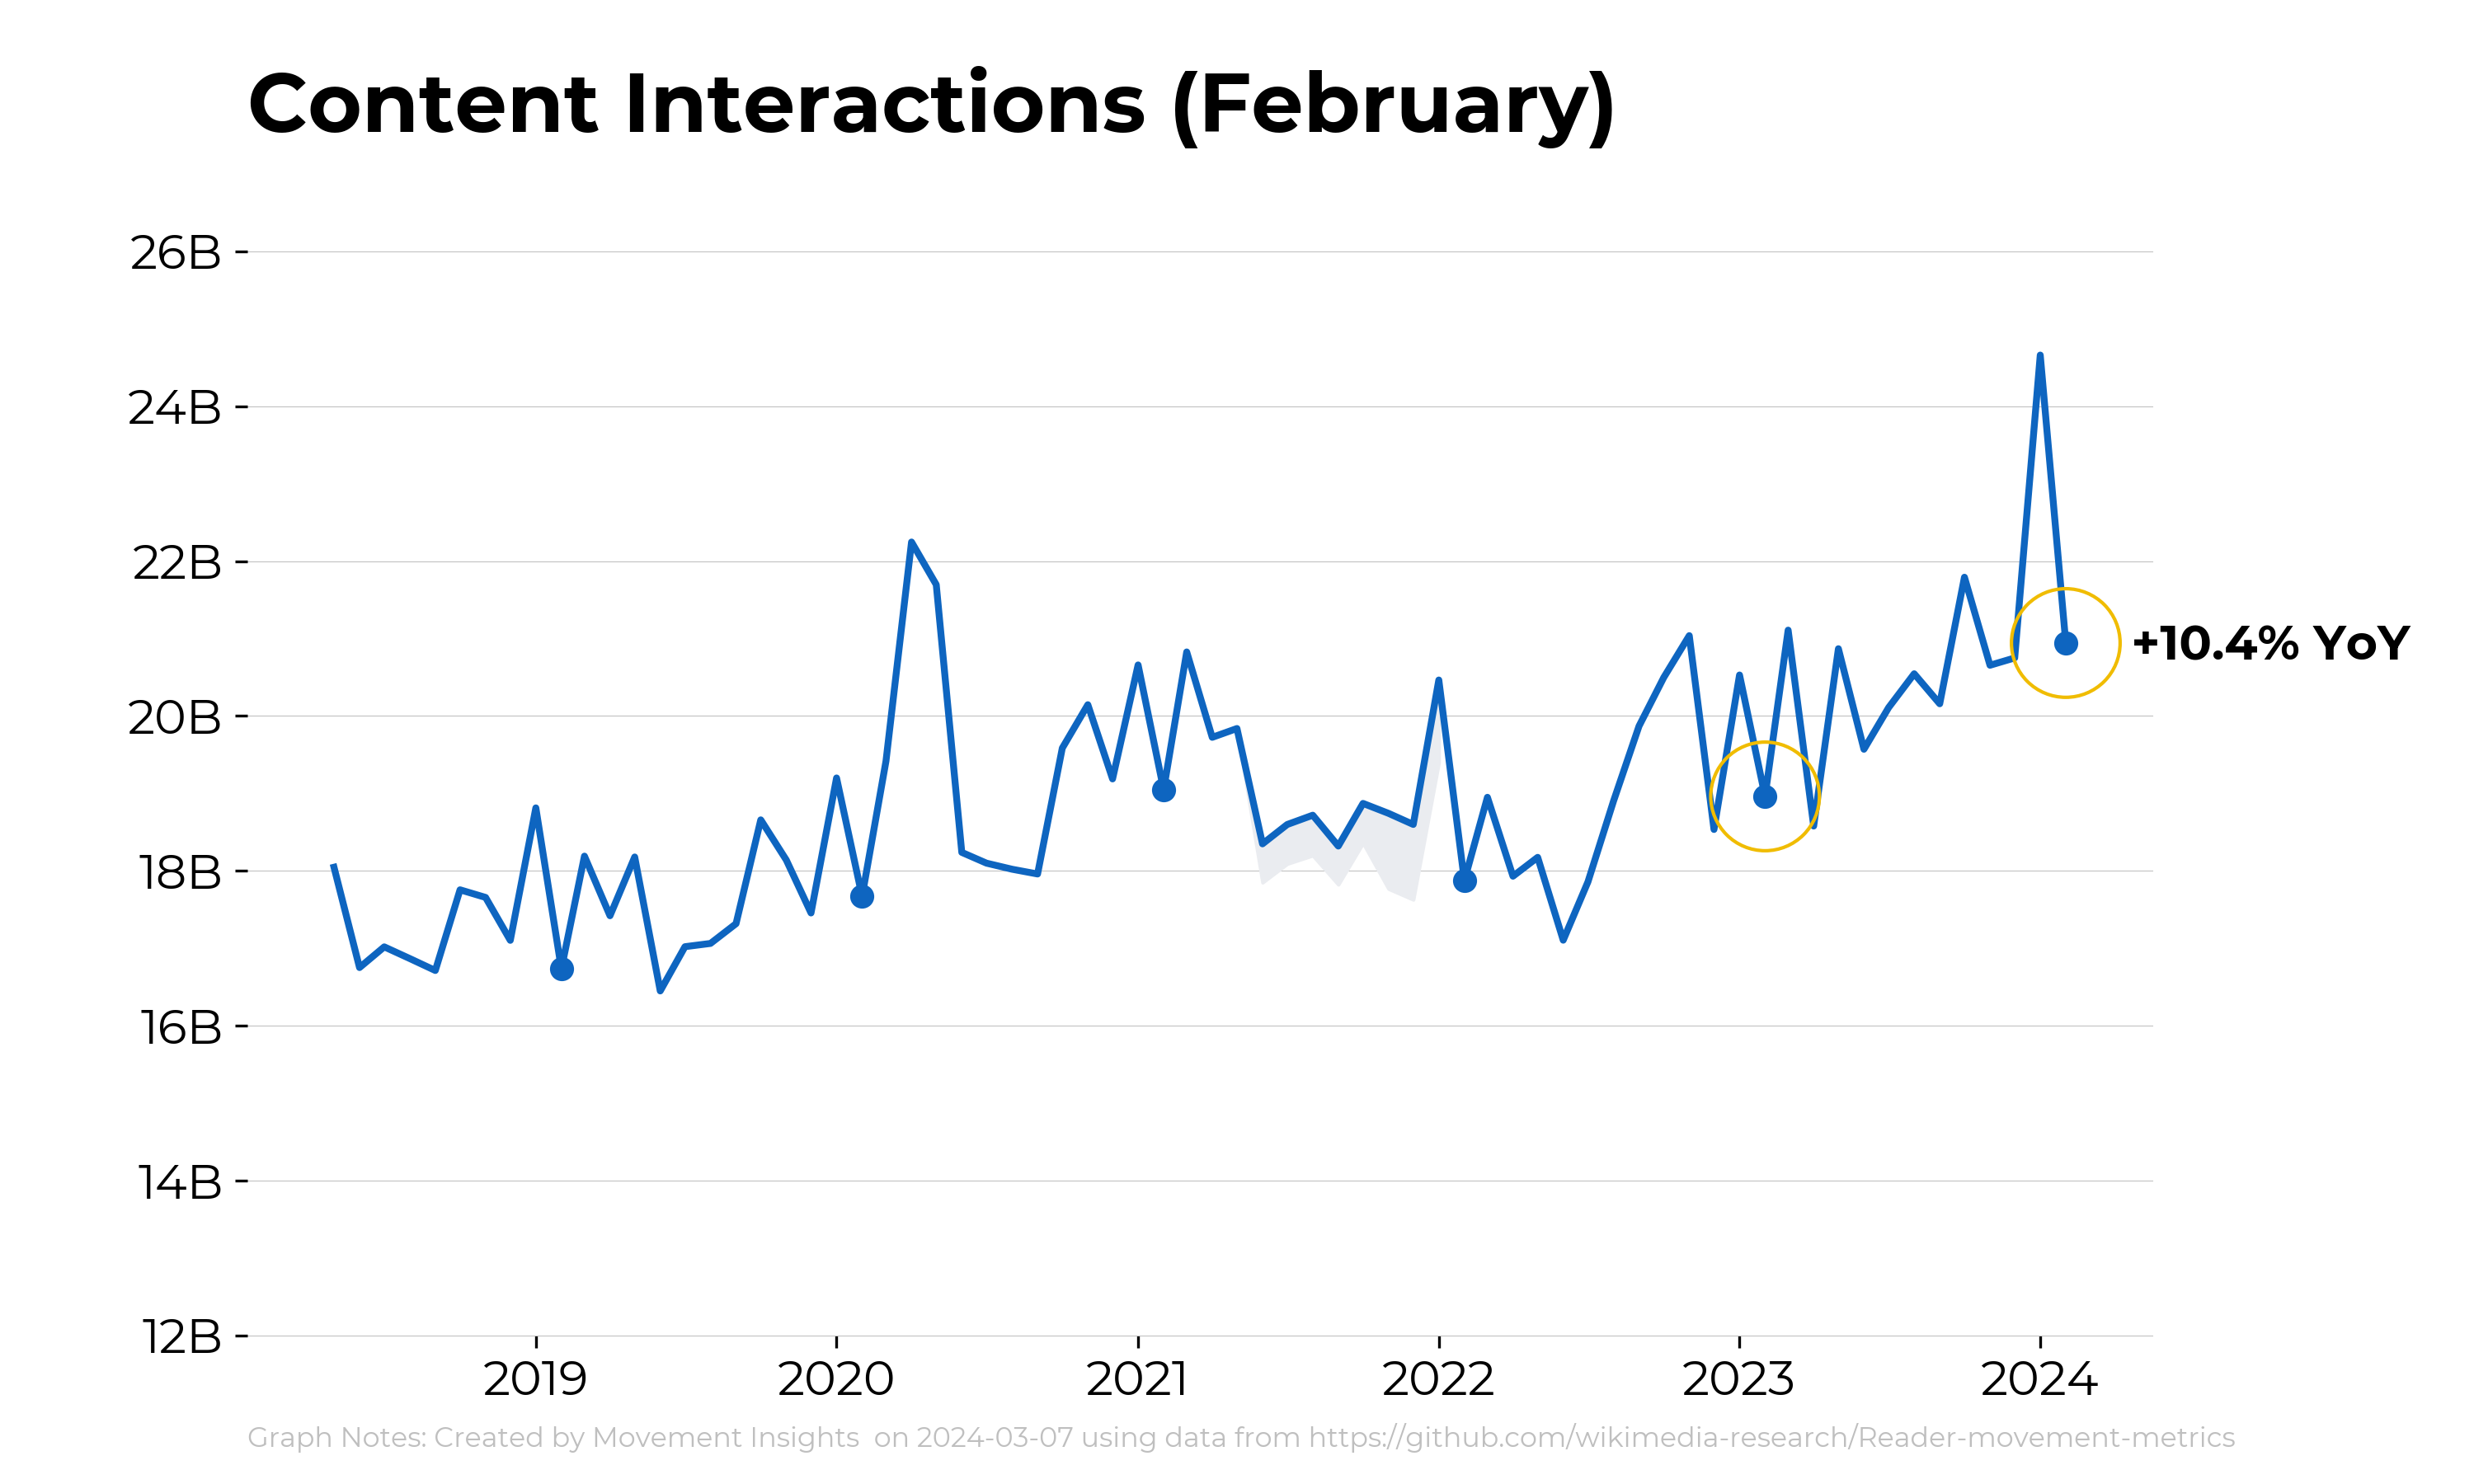 Content Interactions (February)
26B
24B
22B
20B
18B
16B
14B
12B
+10.4% YoY
2019 2020 2021 2022 2023 2024
Graph Notes: Created by Movement Insights  on 2024-03-07 using data from https://github.com/wikimedia-research/Reader-movement-metrics